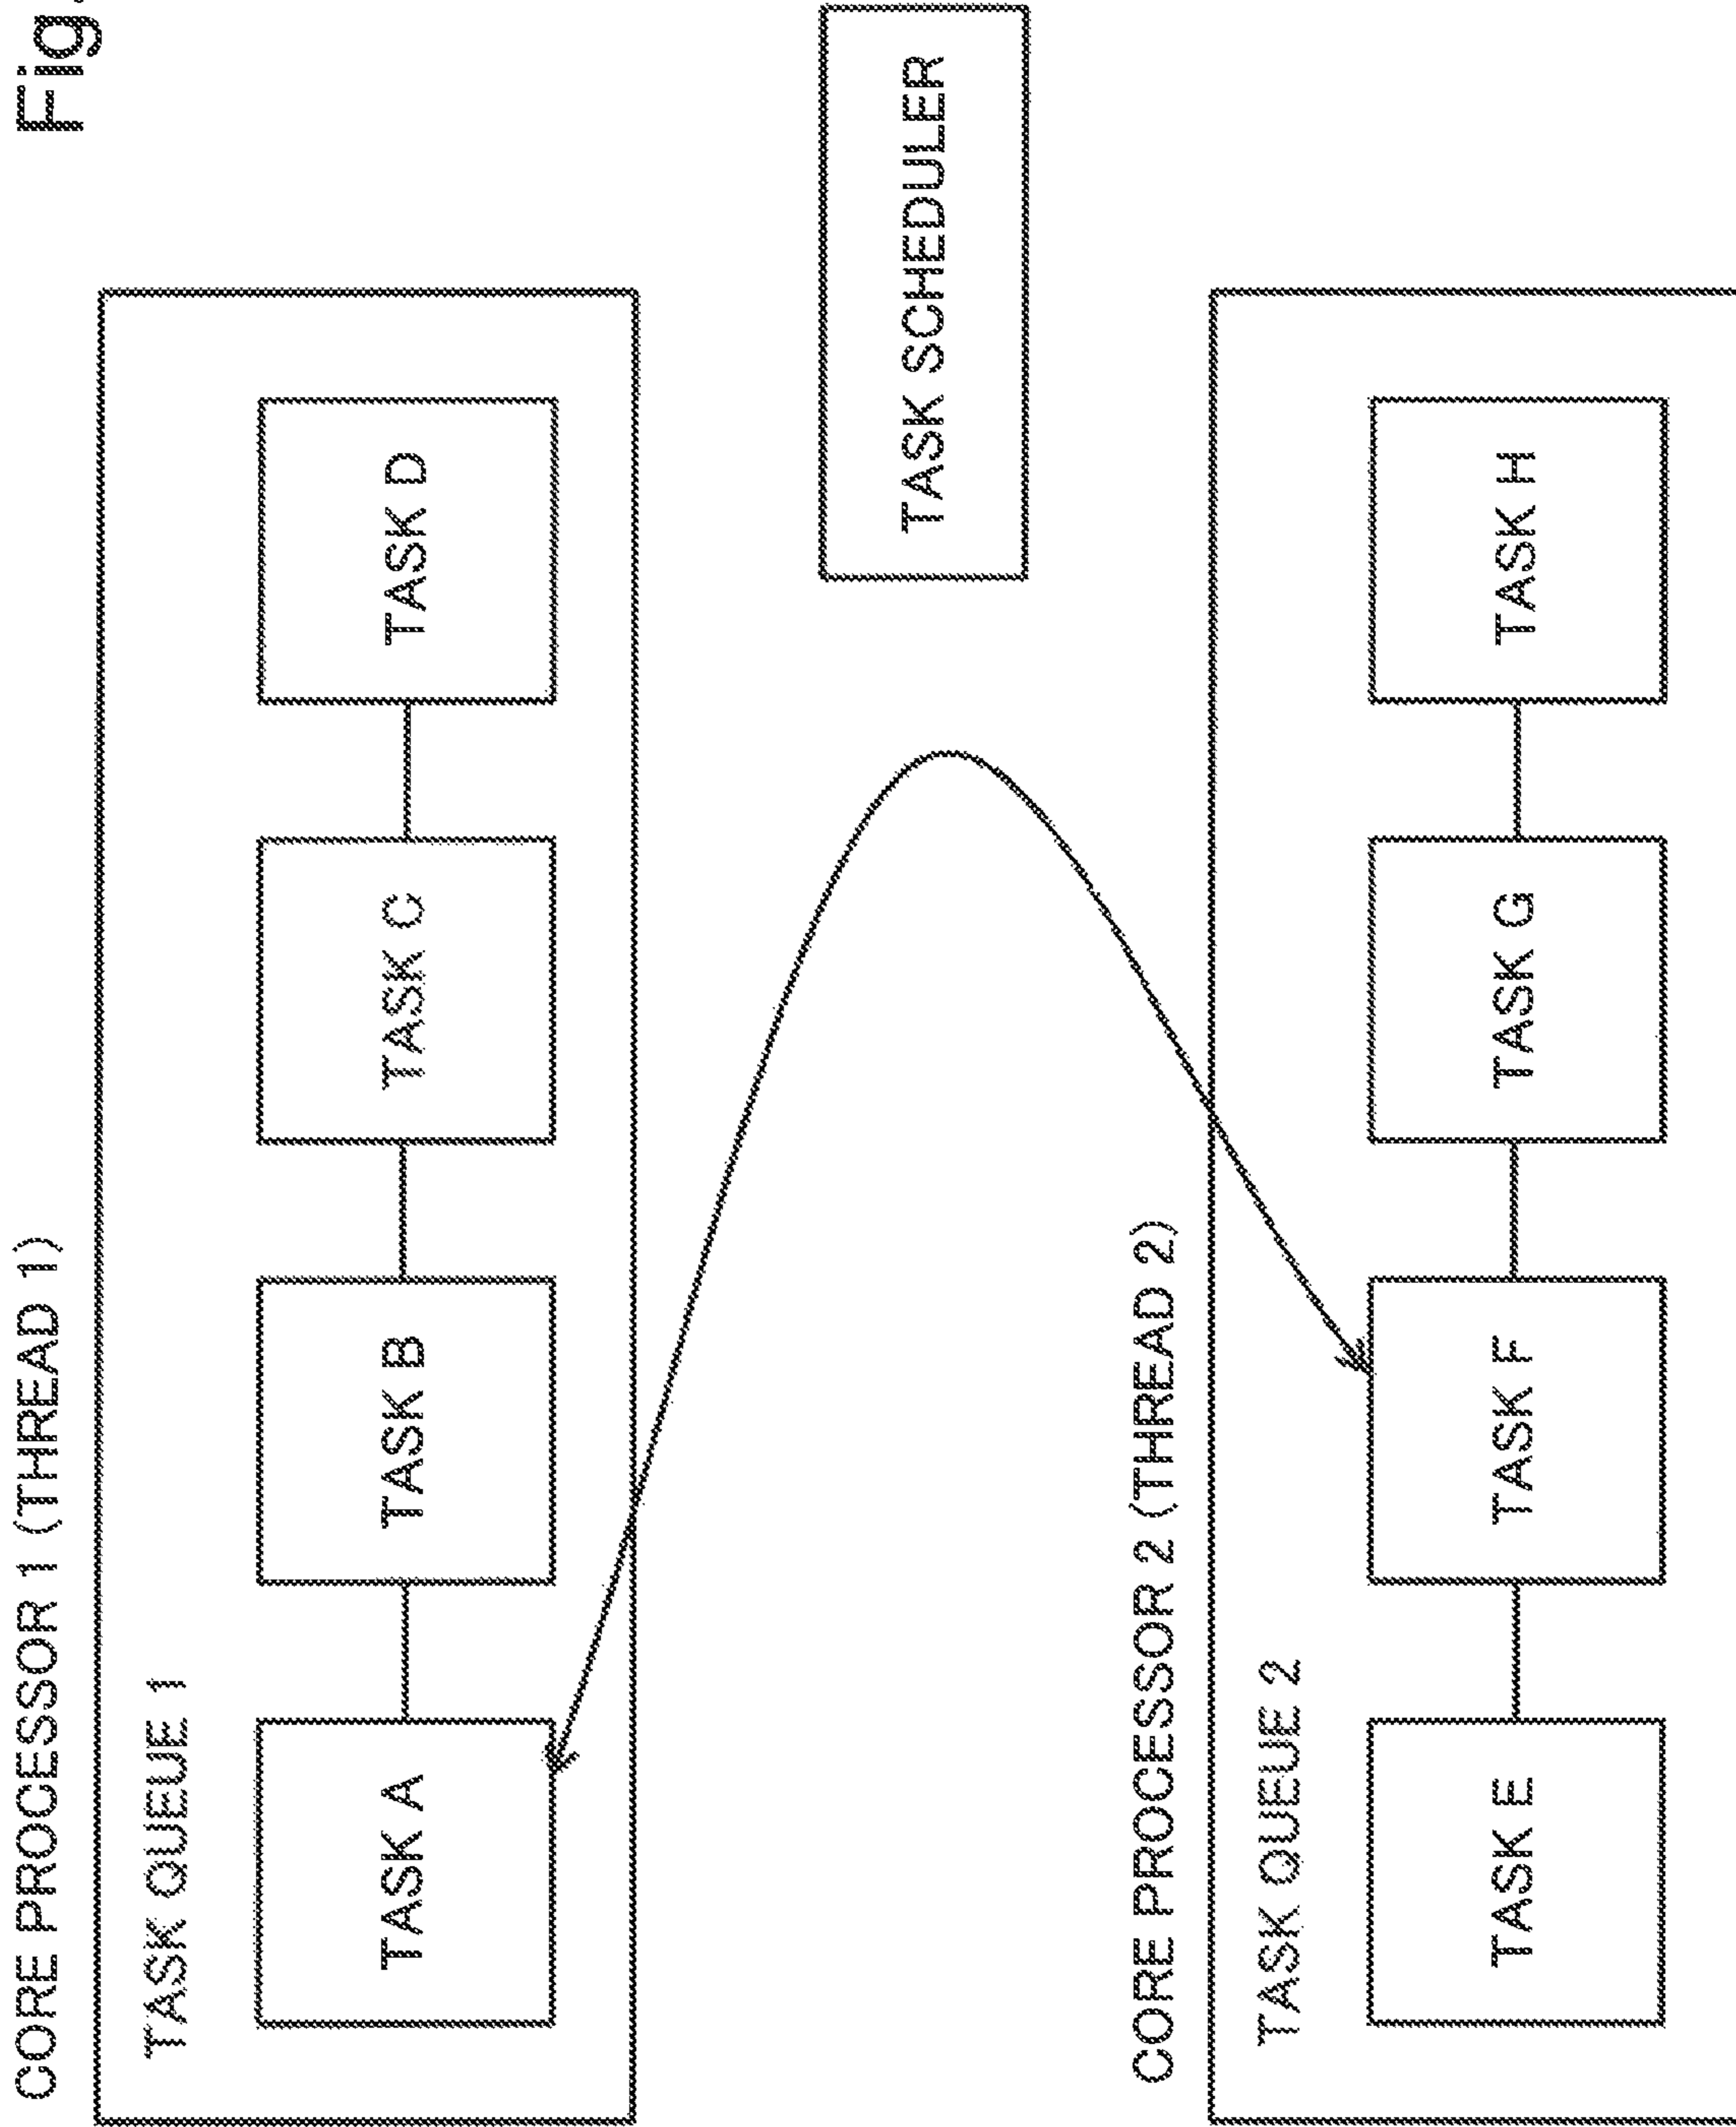 Fig.
CORE PROCESSOR 1 (THREAD 1)
TASK QUEUE 1
TASK A
TASK B
TASK C
TASK D
TASK SCHEDULER
CORE PROCESSOR 2 (THREAD 2)
TASK QUEUE 2
TASK E
TASK F
TASK G
TASK H